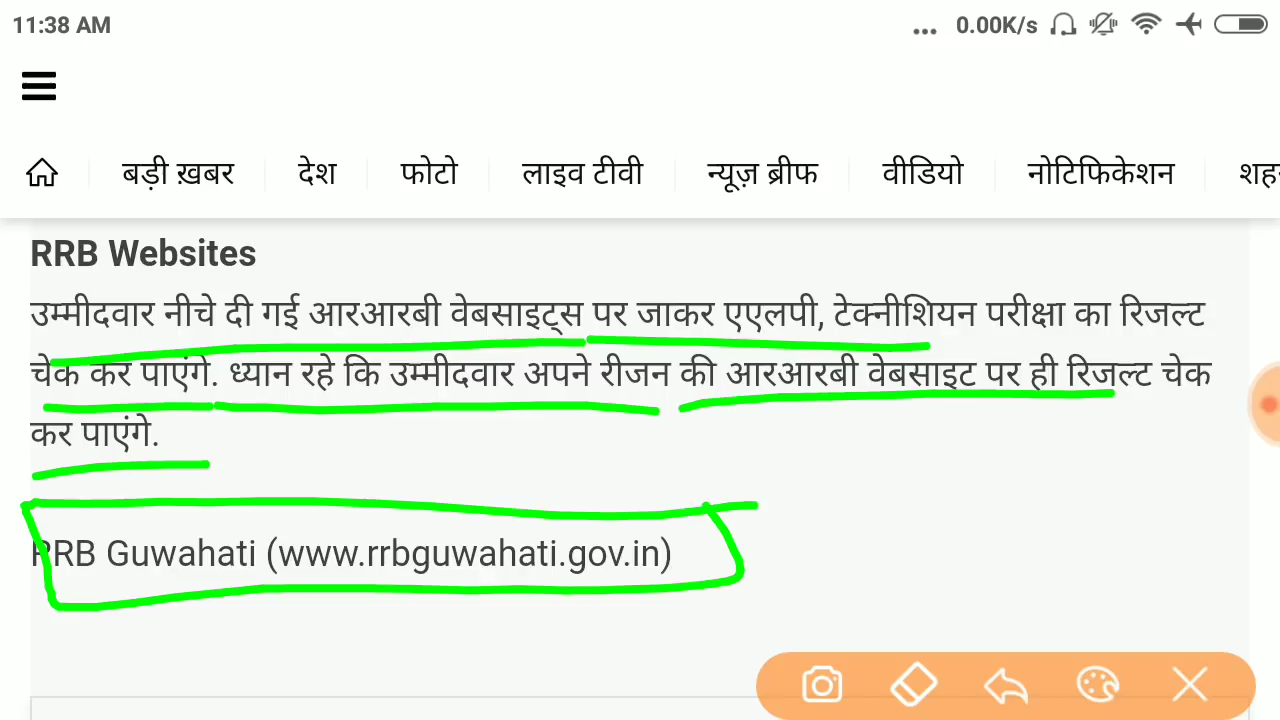 11:38 AM ... 0.00K/s
बड़ी ख़बर देश फोटो लाइव टीवी न्यूज़ ब्रीफ वीडियो नोटिफिकेशन
RRB Websites
उम्मीदवार नीचे दी गई आरआरबी वेबसाइट्स पर जाकर एएलपी, टेक्नीशियन परीक्षा का रिजल्ट
चेक कर पाएंगे. ध्यान रहे कि उम्मीदवार अपने रीजन की आरआरबी वेबसाइट पर ही रिजल्ट चेक
कर पाएंगे.
RRB Guwahati (www.rrbguwahati.gov.in)